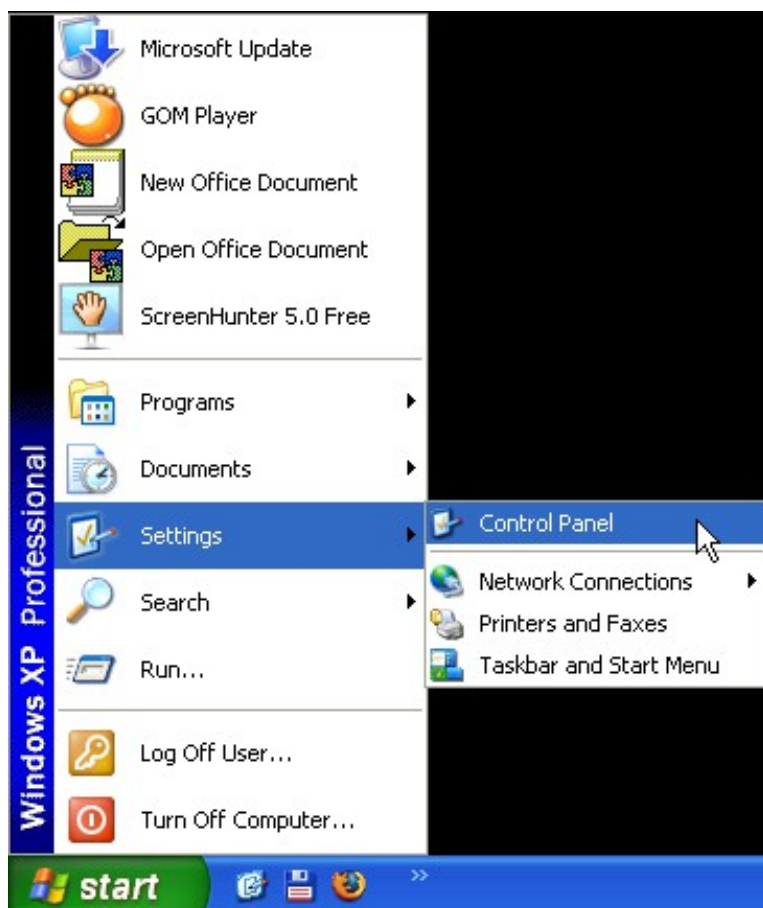 Microsoft Update
GOM Player
New Office Document
Open Office Document
ScreenHunter 5.0 Free
Programs
Documents
Settings
Control Panel
Network Connections
Search
Printers and Faxes
Run...
Taskbar and Start Menu
Log Off User...
Turn Off Computer...
Windows XP Professional
start